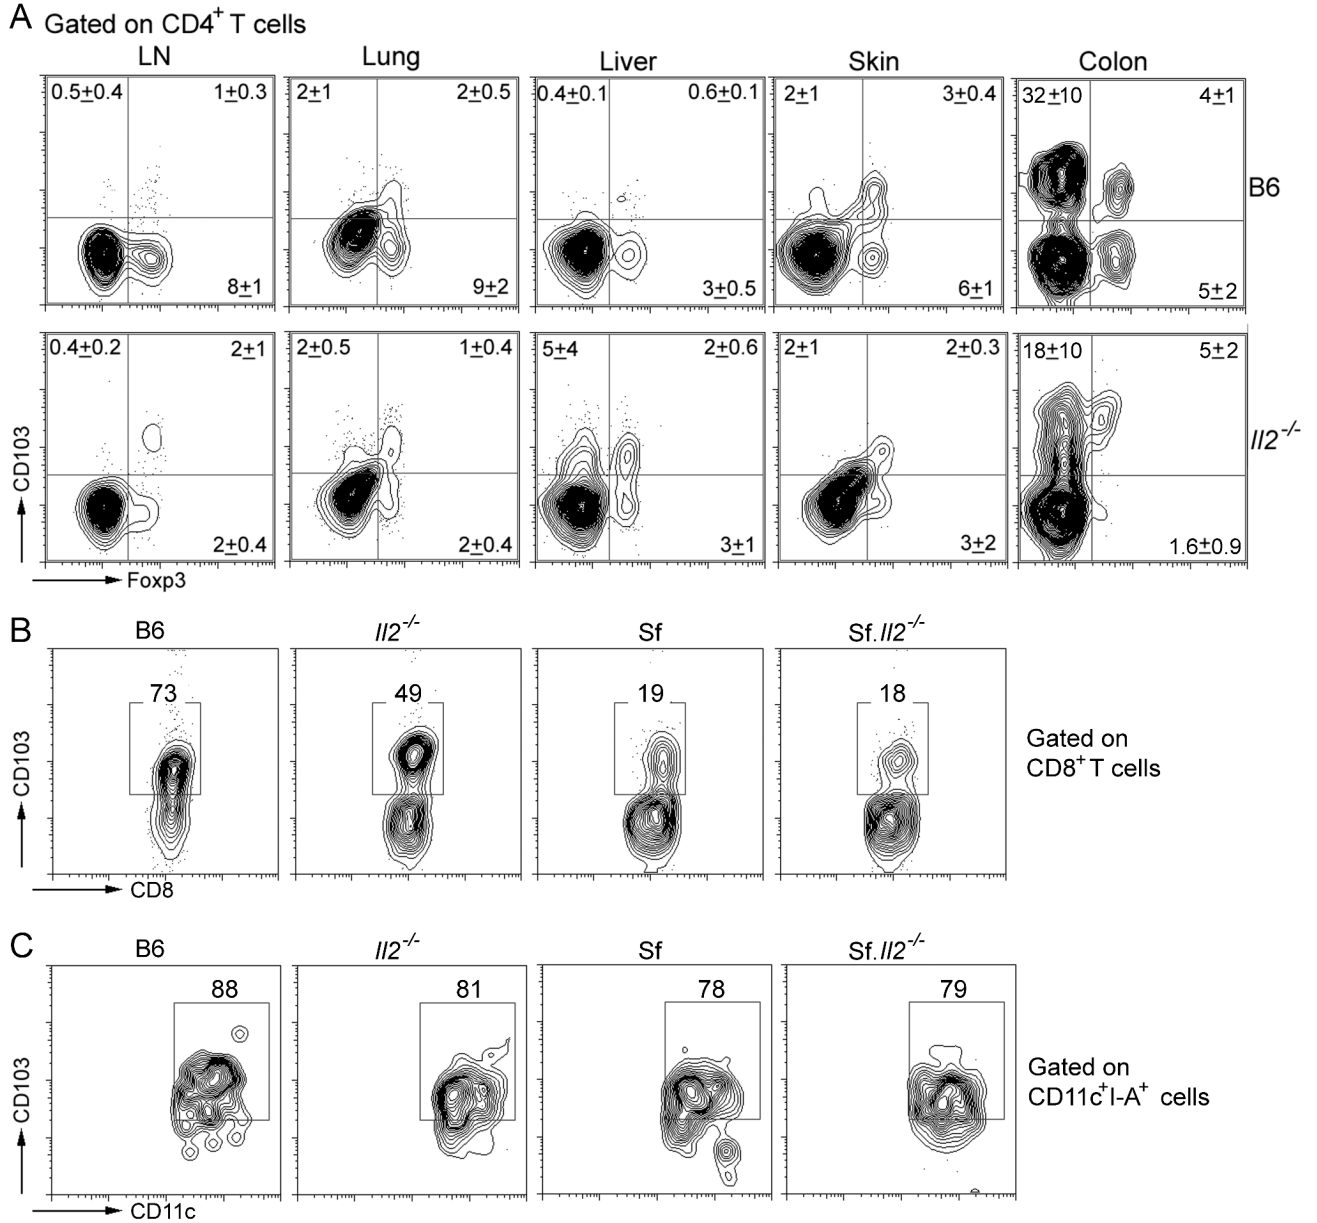 A Gated on CD4+ T cells
LN Lung Liver Skin Colon
0.5±0.4 1±0.3 2±1 2±0.5 0.4±0.1 0.6±0.1 2±1 3±0.4 32±10 4±1
B6
8±1 9±2 3±0.5 6±1 5±2
0.4±0.2 2±1 2±0.5 1±0.4 5±4 2±0.6 2±1 2±0.3 18±10 5±2
Il2-/-
CD103
2±0.4 2±0.4 3±1 3±2 1.6±0.9
Foxp3
B B6 Il2-/- Sf Sf.Il2-/-
73 49 19 18
Gated on
CD8+ T cells
CD103
CD8
C B6 Il2-/- Sf Sf.Il2-/-
88 81 78 79
Gated on
CD11c+I-A+ cells
CD103
CD11c